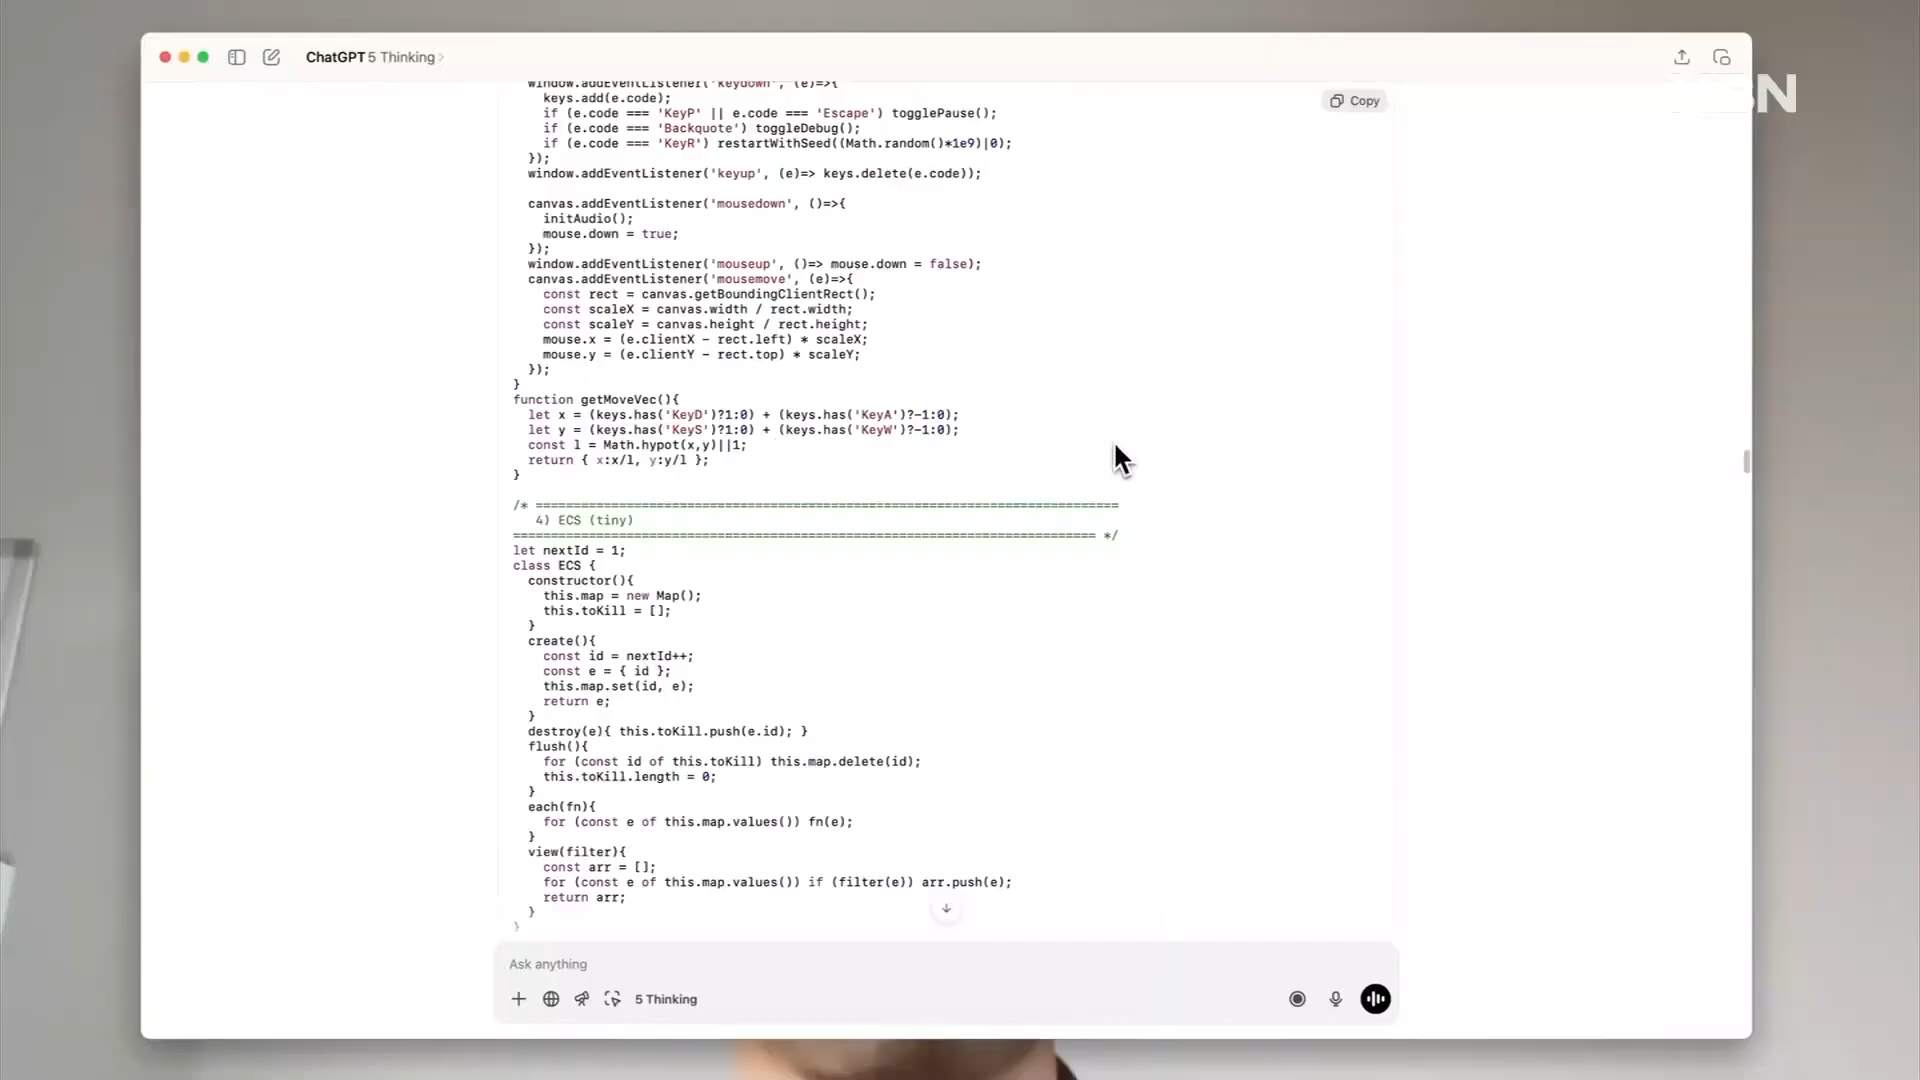 ChatGPT 5 Thinking >
window.addEventListener('keydown', (e)=>{
Copy
keys.add(e.code);
if (e.code === 'KeyP' || e.code === 'Escape') togglePause();
if (e.code === 'Backquote') toggleDebug();
if (e.code === 'KeyR') restartWithSeed((Math.random()*1e9)|0);
});
window.addEventListener('keyup', (e)=> keys.delete(e.code));
canvas.addEventListener('mousedown', ()=>{
initAudio();
mouse.down = true;
});
window.addEventListener('mouseup', ()=> mouse.down = false);
canvas.addEventListener('mousemove', (e)=>{
const rect = canvas.getBoundingClientRect();
const scaleX = canvas.width / rect.width;
const scaleY = canvas.height / rect.height;
mouse.x = (e.clientX - rect.left) * scaleX;
mouse.y = (e.clientY - rect.top) * scaleY;
});
}
function getMoveVec(){
let x = (keys.has('KeyD')?1:0) + (keys.has('KeyA')?-1:0);
let y = (keys.has('KeyS')?1:0) + (keys.has('KeyW')?-1:0);
const l = Math.hypot(x,y)||1;
return { x:x/l, y:y/l };
}
/* =============================================================================
4) ECS (tiny)
============================================================================= */
let nextId = 1;
class ECS {
constructor(){
this.map = new Map();
this.toKill = [];
}
create(){
const id = nextId++;
const e = { id };
this.map.set(id, e);
return e;
}
destroy(e){ this.toKill.push(e.id); }
flush(){
for (const id of this.toKill) this.map.delete(id);
this.toKill.length = 0;
}
each(fn){
for (const e of this.map.values()) fn(e);
}
view(filter){
const arr = [];
for (const e of this.map.values()) if (filter(e)) arr.push(e);
return arr;
}
}
Ask anything
5 Thinking